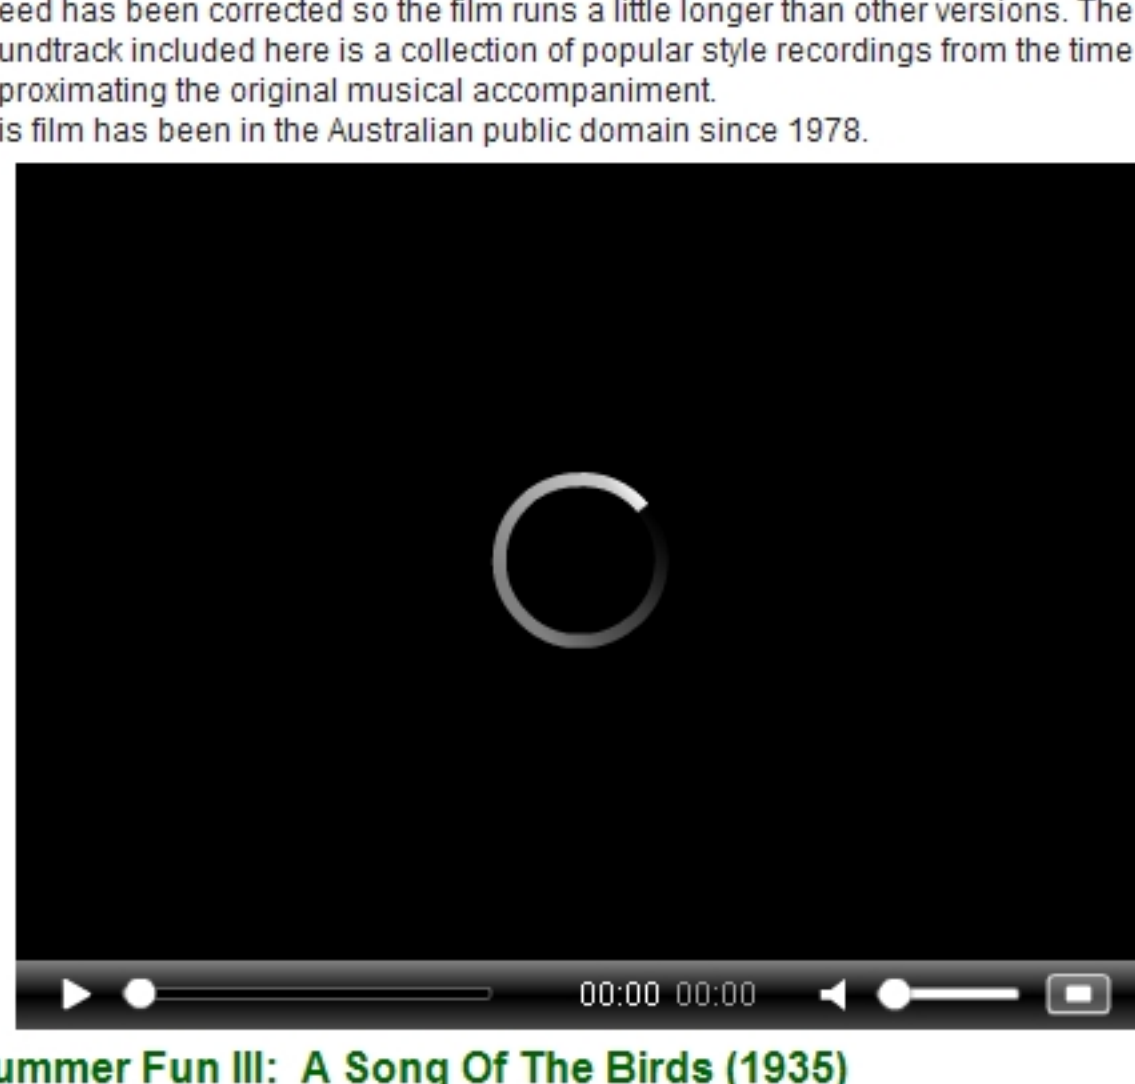 eed has been corrected so the film runs a little longer than other versions. The
undtrack included here is a collection of popular style recordings from the time
proximating the original musical accompaniment.
is film has been in the Australian public domain since 1978.
00:00 00:00
ummer Fun III: A Song Of The Birds (1935)